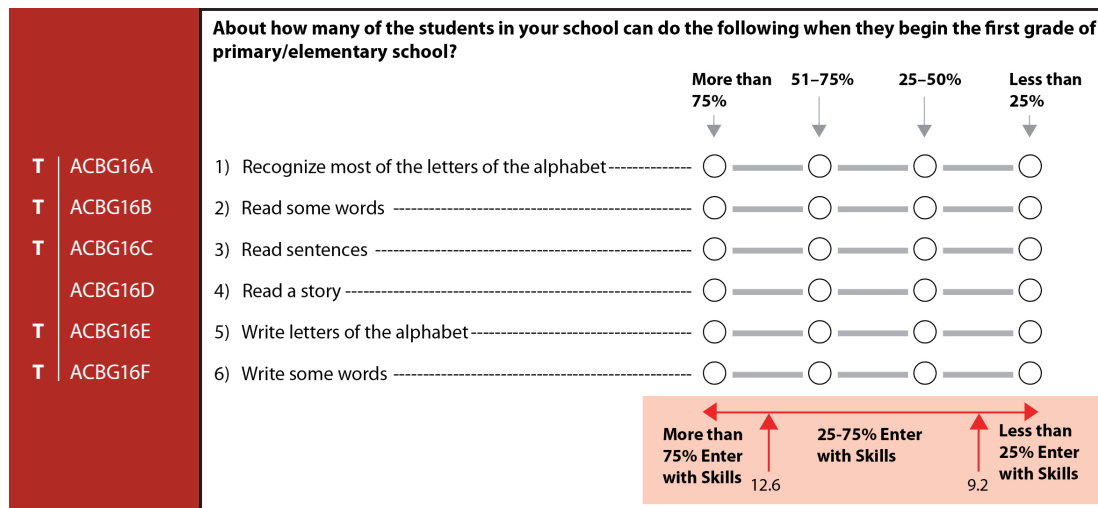 About how many of the students in your school can do the following when they begin the first grade of
primary/elementary school?
More than 51–75% 25–50% Less than
75% 25%
T ACBG16A 1) Recognize most of the letters of the alphabet
T ACBG16B 2) Read some words
T ACBG16C 3) Read sentences
ACBG16D 4) Read a story
T ACBG16E 5) Write letters of the alphabet
T ACBG16F 6) Write some words
More than
75% Enter
with Skills
12.6
25-75% Enter
with Skills
9.2
Less than
25% Enter
with Skills